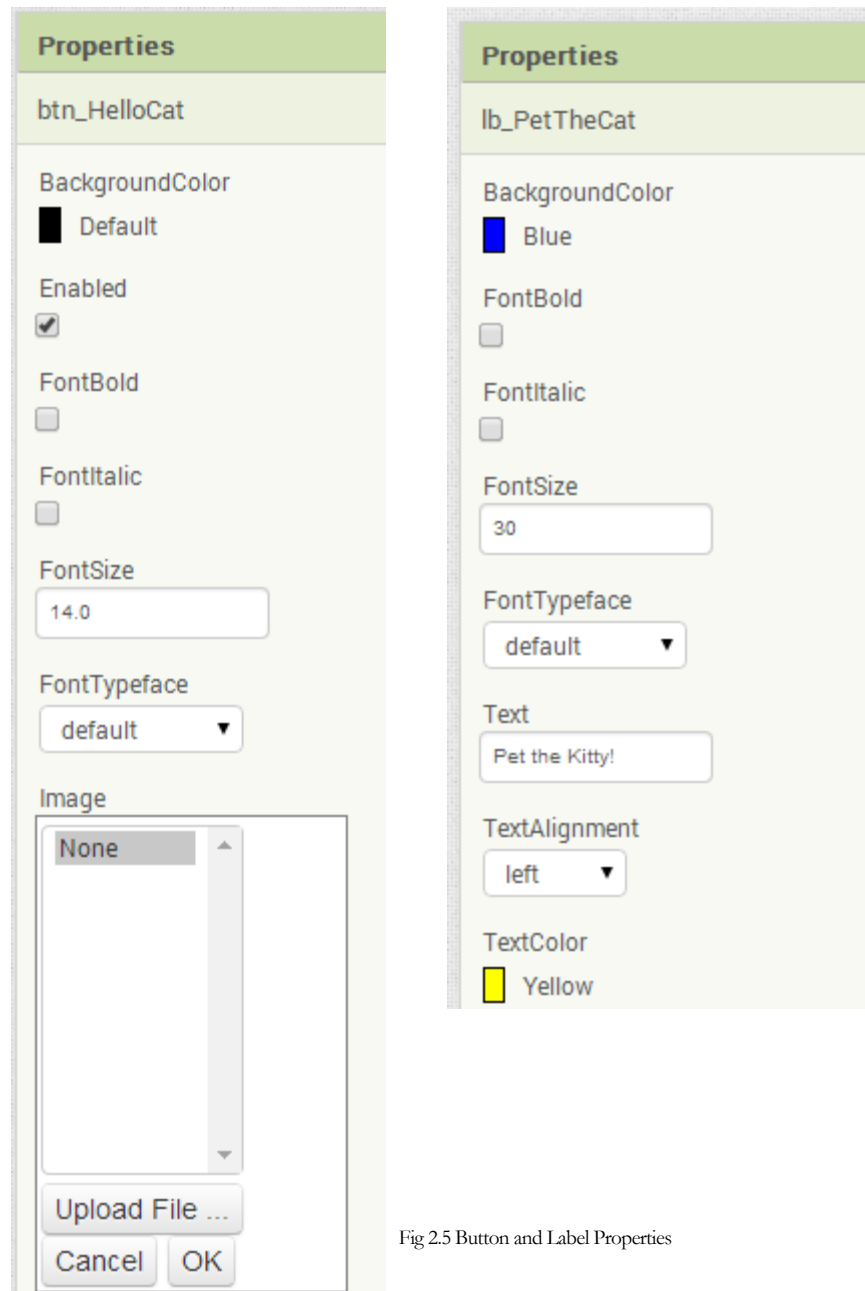 Properties
btn_HelloCat
BackgroundColor
Default
Enabled
FontBold
FontItalic
FontSize
14.0
FontTypeface
default
Image
None
Upload File ...
Cancel OK
Properties
lb_PetTheCat
BackgroundColor
Blue
FontBold
FontItalic
FontSize
30
FontTypeface
default
Text
Pet the Kitty!
TextAlignment
left
TextColor
Yellow
Fig 2.5 Button and Label Properties